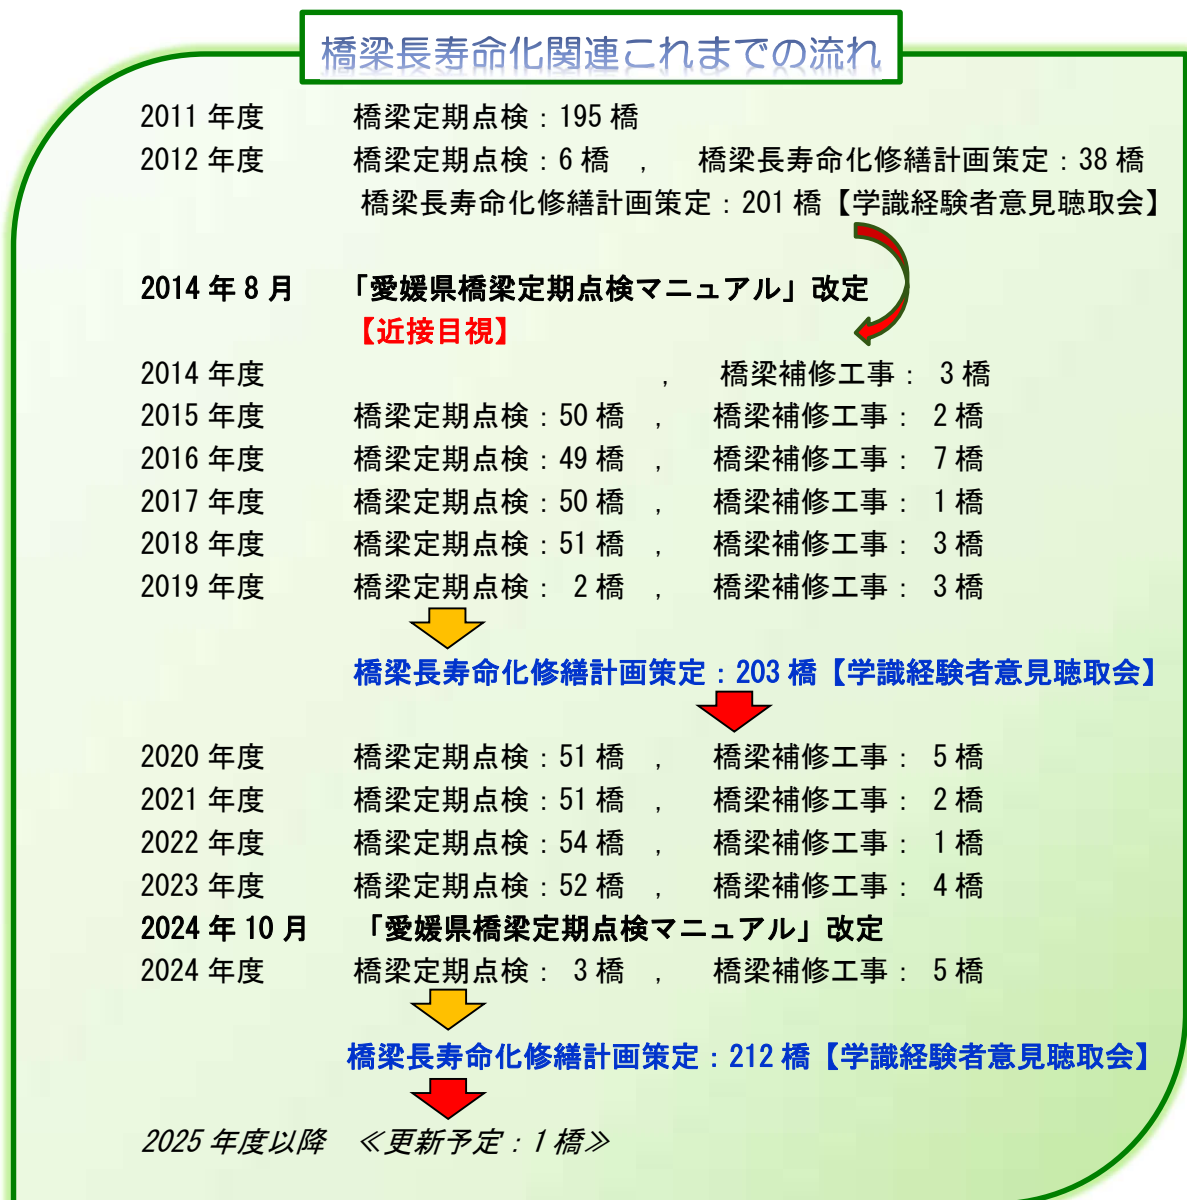 橋梁長寿命化関連これまでの流れ
2011 年度 橋梁定期点検：195 橋
2012 年度 橋梁定期点検：6 橋 ， 橋梁長寿命化修繕計画策定：38 橋
橋梁長寿命化修繕計画策定：201 橋【学識経験者意見聴取会】
2014 年 8 月 「愛媛県橋梁定期点検マニュアル」改定
【近接目視】
2014 年度 ， 橋梁補修工事： 3 橋
2015 年度 橋梁定期点検：50 橋 ， 橋梁補修工事： 2 橋
2016 年度 橋梁定期点検：49 橋 ， 橋梁補修工事： 7 橋
2017 年度 橋梁定期点検：50 橋 ， 橋梁補修工事： 1 橋
2018 年度 橋梁定期点検：51 橋 ， 橋梁補修工事： 3 橋
2019 年度 橋梁定期点検： 2 橋 ， 橋梁補修工事： 3 橋
橋梁長寿命化修繕計画策定：203 橋【学識経験者意見聴取会】
2020 年度 橋梁定期点検：51 橋 ， 橋梁補修工事： 5 橋
2021 年度 橋梁定期点検：51 橋 ， 橋梁補修工事： 2 橋
2022 年度 橋梁定期点検：54 橋 ， 橋梁補修工事： 1 橋
2023 年度 橋梁定期点検：52 橋 ， 橋梁補修工事： 4 橋
2024 年 10 月 「愛媛県橋梁定期点検マニュアル」改定
2024 年度 橋梁定期点検： 3 橋 ， 橋梁補修工事： 5 橋
橋梁長寿命化修繕計画策定：212 橋【学識経験者意見聴取会】
2025 年度以降 ≪更新予定：1 橋≫